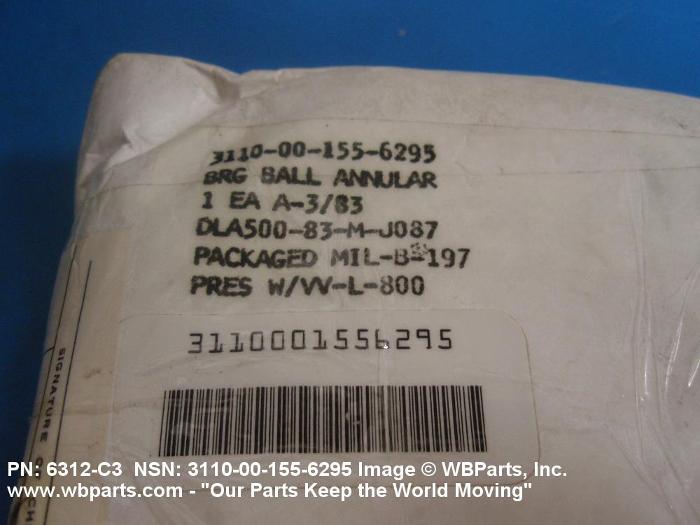 3110-00-155-6295
BRG BALL ANNULAR
1 EA A-3/83
DLA500-83-M-J087
PACKAGED MIL-B-197
PRES W/VV-L-800
3110001556295
SIGNATURE
PN: 6312-C3 NSN: 3110-00-155-6295 Image © WBParts, Inc.
www.wbparts.com - "Our Parts Keep the World Moving"